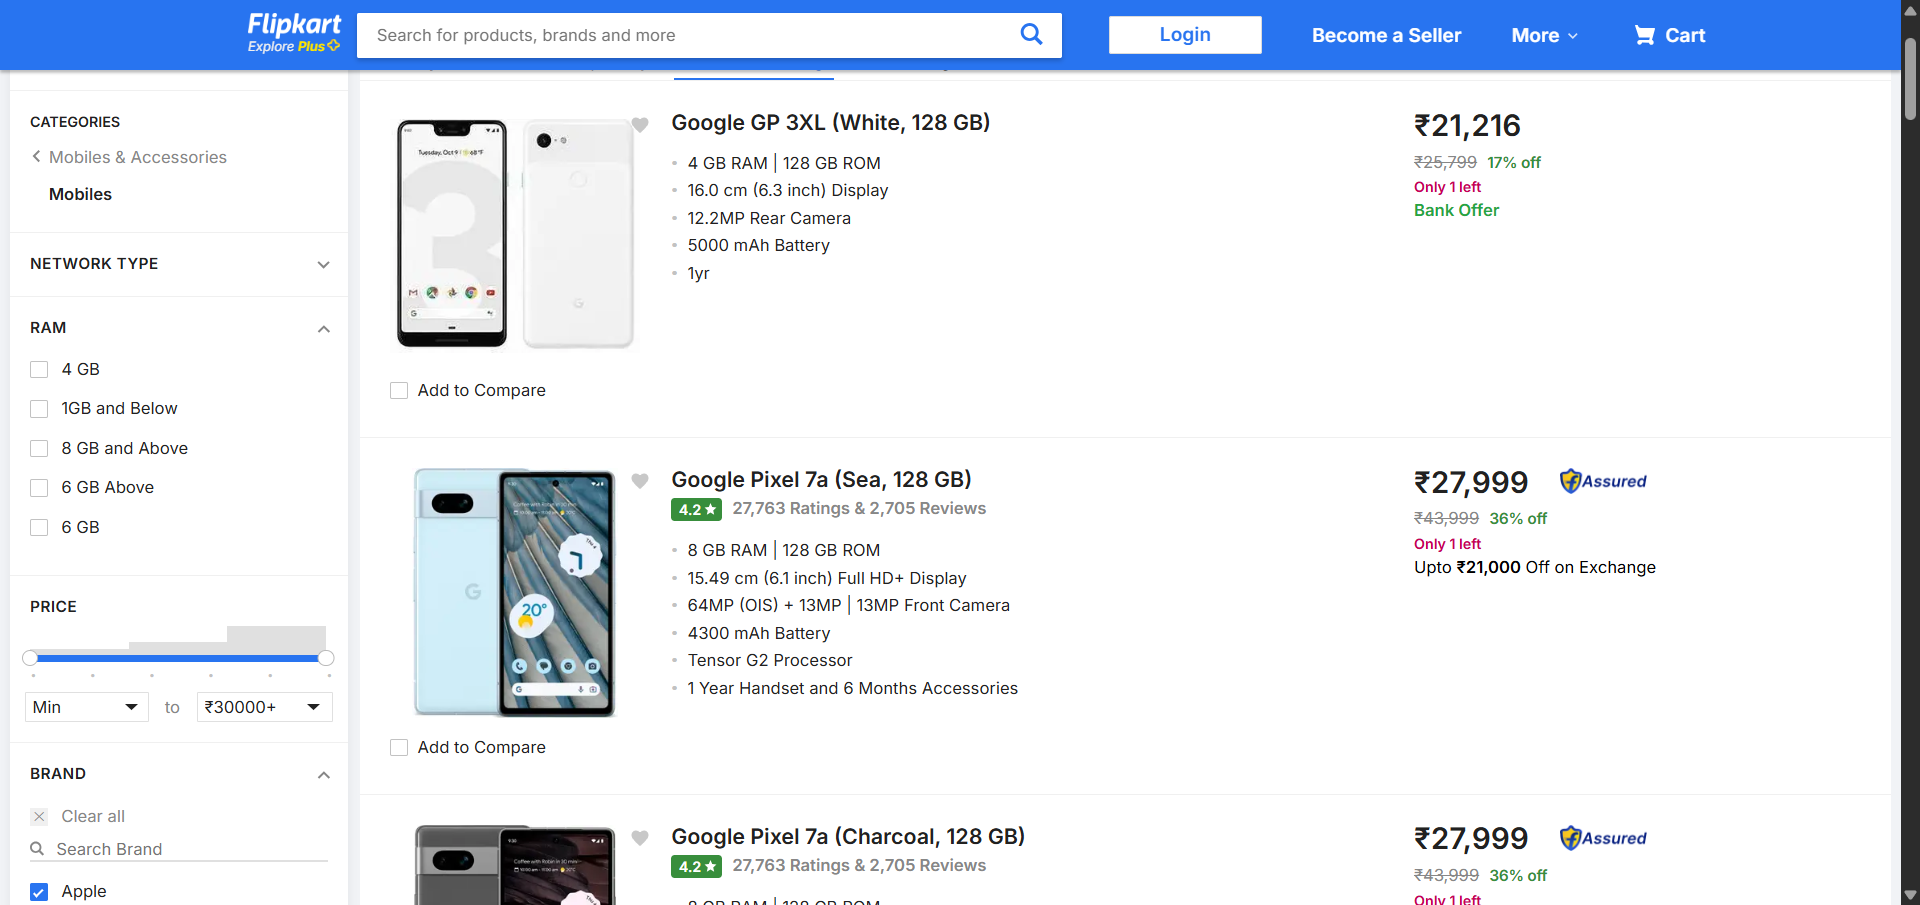 Flipkart
Explore Plus
Search for products, brands and more
Login
Become a Seller
More
Cart
CATEGORIES
Mobiles & Accessories
Mobiles
NETWORK TYPE
RAM
4 GB
1GB and Below
8 GB and Above
6 GB Above
6 GB
PRICE
Min
to
₹30000+
BRAND
Clear all
Search Brand
Apple
Google GP 3XL (White, 128 GB)
4 GB RAM | 128 GB ROM
16.0 cm (6.3 inch) Display
12.2MP Rear Camera
5000 mAh Battery
1yr
₹21,216
₹25,799 17% off
Only 1 left
Bank Offer
Add to Compare
Google Pixel 7a (Sea, 128 GB)
4.2 27,763 Ratings & 2,705 Reviews
8 GB RAM | 128 GB ROM
15.49 cm (6.1 inch) Full HD+ Display
64MP (OIS) + 13MP | 13MP Front Camera
4300 mAh Battery
Tensor G2 Processor
1 Year Handset and 6 Months Accessories
₹27,999
Assured
₹43,999 36% off
Only 1 left
Upto ₹21,000 Off on Exchange
20°
Add to Compare
Google Pixel 7a (Charcoal, 128 GB)
4.2 27,763 Ratings & 2,705 Reviews
8 GB RAM | 128 GB ROM
₹27,999
Assured
₹43,999 36% off
Only 1 left